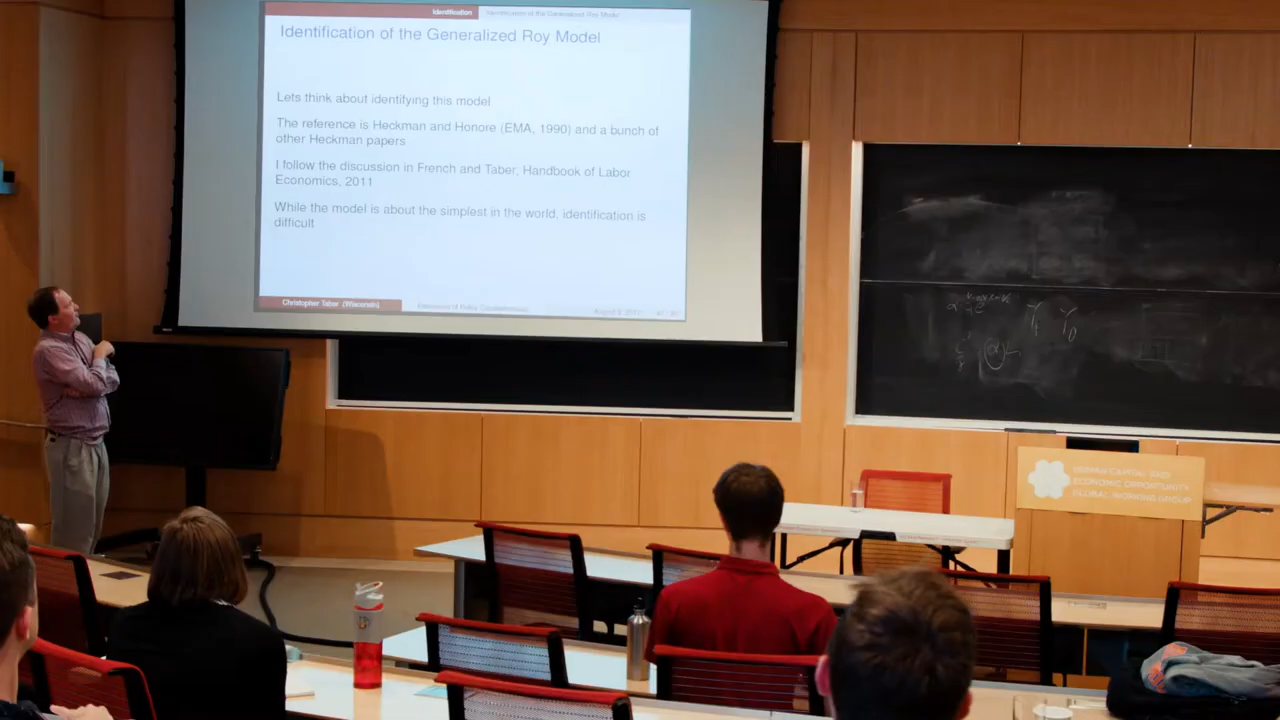 Identification
Identification of the Generalized Roy Model
Identification of the Generalized Roy Model
Lets think about identifying this model
The reference is Heckman and Honore (EMA, 1990) and a bunch of
other Heckman papers
I follow the discussion in French and Taber, Handbook of Labor
Economics, 2011
While the model is about the simplest in the world, identification is
difficult
Christopher Taber (Wisconsin)
HUMAN CAPITAL AND
ECONOMIC OPPORTUNITY
GLOBAL WORKING GROUP